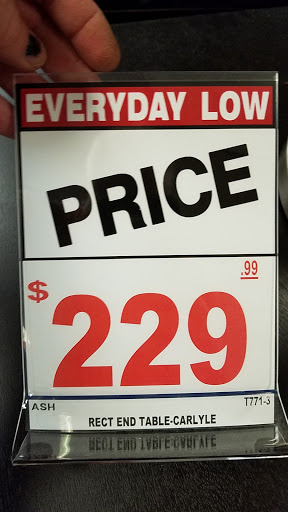 EVERYDAY LOW
PRICE
$ 229 .99
ASH T771-3
RECT END TABLE-CARLYLE